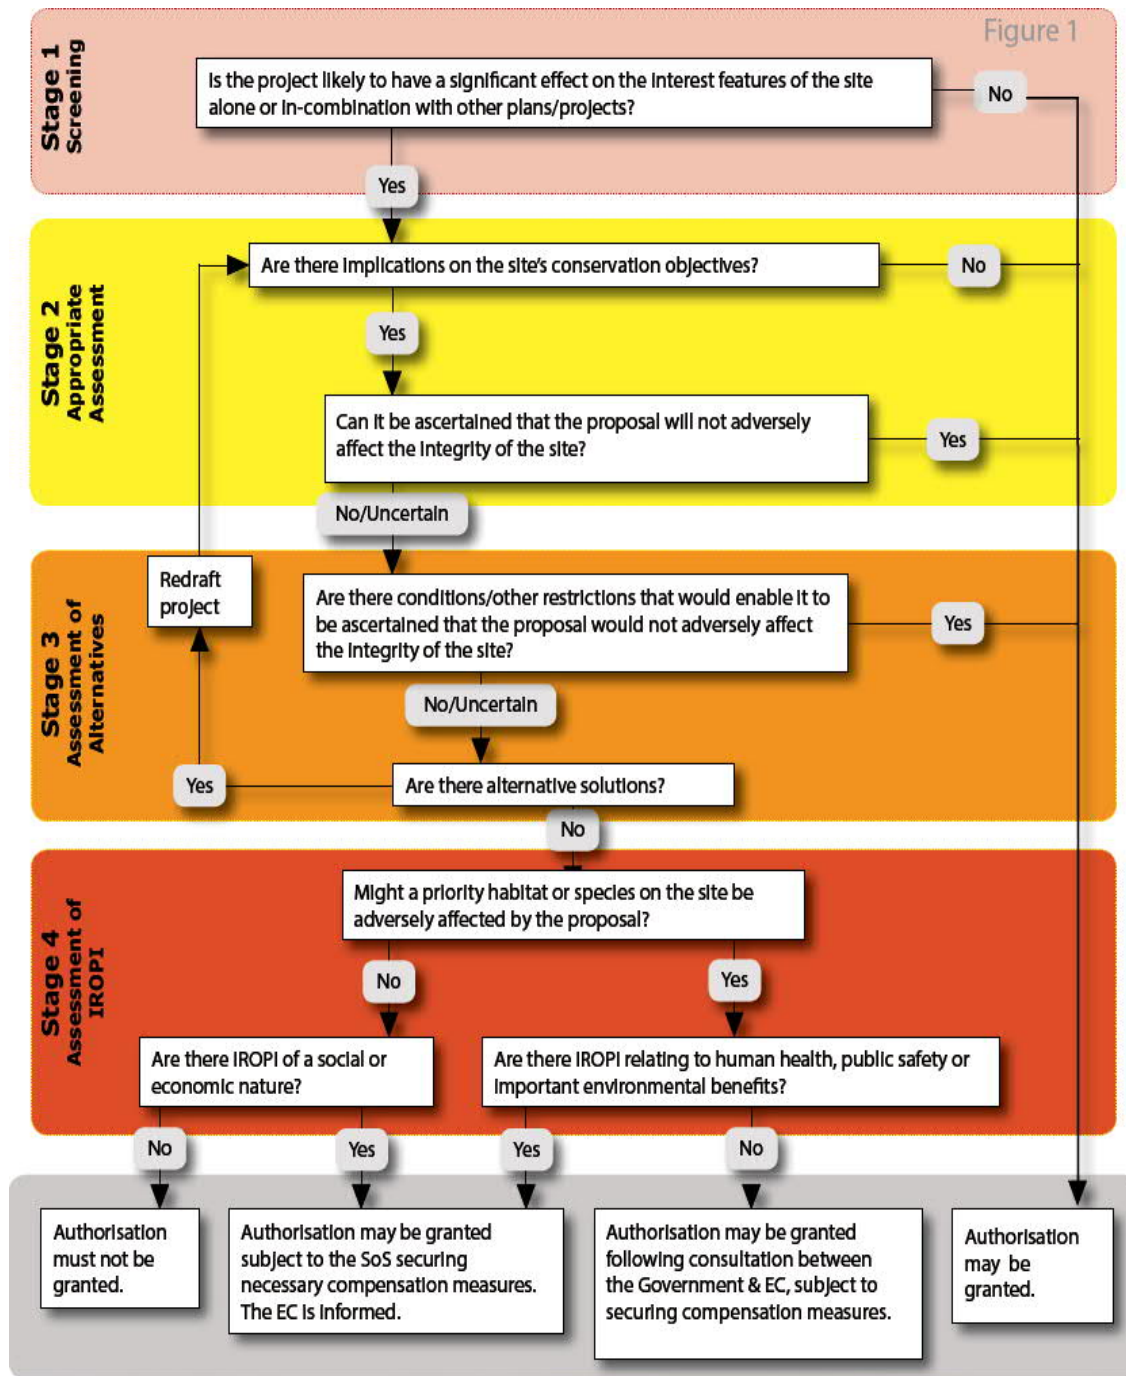 Figure 1
Stage 1
Screening
Is the project likely to have a significant effect on the interest features of the site
alone or in-combination with other plans/projects?
No
Yes
Stage 2
Appropriate
Assessment
Are there implications on the site's conservation objectives?
No
Yes
Can it be ascertained that the proposal will not adversely
affect the integrity of the site?
Yes
No/Uncertain
Stage 3
Assessment of
Alternatives
Redraft
project
Are there conditions/other restrictions that would enable it to
be ascertained that the proposal would not adversely affect
the integrity of the site?
Yes
No/Uncertain
Are there alternative solutions?
Yes
No
Stage 4
Assessment of
IROPI
Might a priority habitat or species on the site be
adversely affected by the proposal?
No
Yes
Are there IROPI of a social or
economic nature?
Are there IROPI relating to human health, public safety or
important environmental benefits?
No
Yes
Yes
No
Authorisation
must not be
granted.
Authorisation may be granted
subject to the SoS securing
necessary compensation measures.
The EC is informed.
Authorisation may be granted
following consultation between
the Government & EC, subject to
securing compensation measures.
Authorisation
may be
granted.